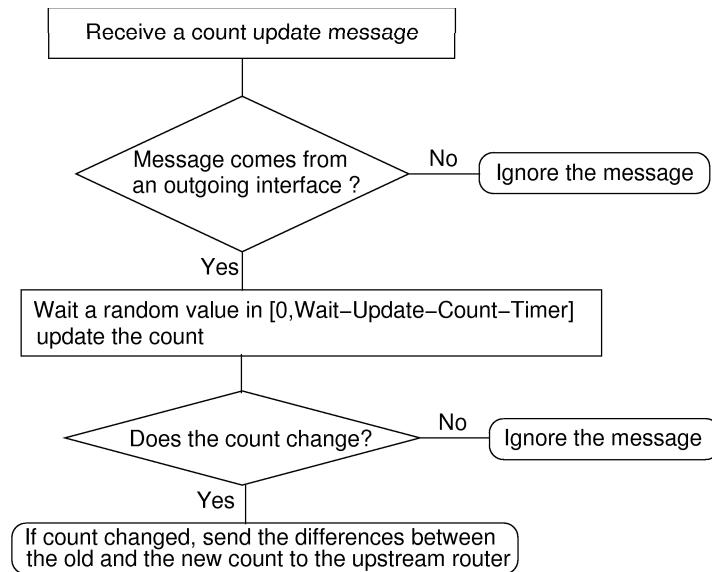 Receive a count update message
Message comes from
an outgoing interface ?
No
Ignore the message
Yes
Wait a random value in [0,Wait−Update−Count−Timer]
update the count
Does the count change?
No
Ignore the message
Yes
If count changed, send the differences between
the old and the new count to the upstream router